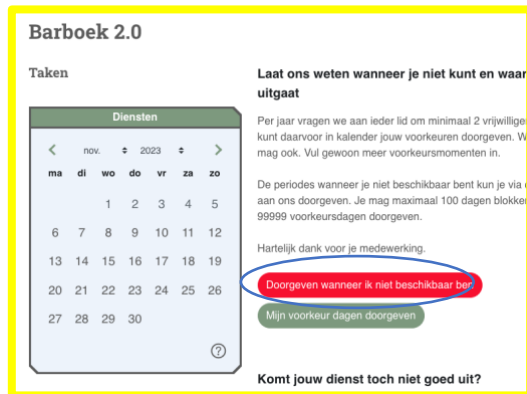 Barboek 2.0
Taken
Diensten
nov. 2023
ma di wo do vr za zo
1 2 3 4 5
6 7 8 9 10 11 12
13 14 15 16 17 18 19
20 21 22 23 24 25 26
27 28 29 30
?
Laat ons weten wanneer je niet kunt en waar
uitgaat
Per jaar vragen we aan ieder lid om minimaal 2 vrijwillige
kunt daarvoor in kalender jouw voorkeuren doorgeven. W
mag ook. Vul gewoon meer voorkeursmomenten in.
De periodes wanneer je niet beschikbaar bent kun je via
aan ons doorgeven. Je mag maximaal 100 dagen blokke
99999 voorkeursdagen doorgeven.
Hartelijk dank voor je medewerking.
Doorgeven wanneer ik niet beschikbaar ben
Mijn voorkeur dagen doorgeven
Komt jouw dienst toch niet goed uit?